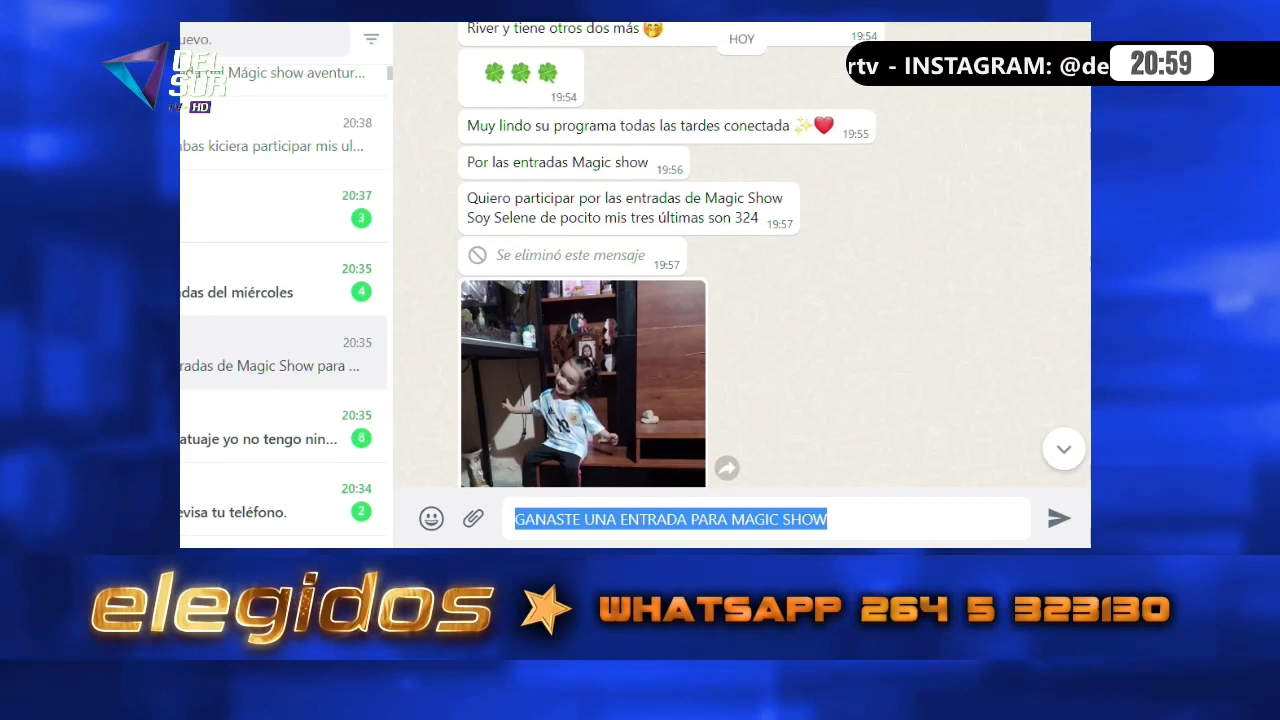 uevo.
River y tiene otros dos más 🤭
19:54
HOY
rtv - INSTAGRAM: @de
20:59
DEL
SUR
TV - HD
da del Mágic show aventur...
🍀 🍀 🍀
19:54
20:38
nbas kiciera participar mis ul...
Muy lindo su programa todas las tardes conectada ✨❤️
19:55
Por las entradas Magic show
19:56
20:37
3
Quiero participar por las entradas de Magic Show
Soy Selene de pocito mis tres últimas son 324
19:57
Se eliminó este mensaje
19:57
20:35
das del miércoles
4
20:35
radas de Magic Show para ...
20:35
atuaje yo no tengo nin...
8
20:34
evisa tu teléfono.
2
GANASTE UNA ENTRADA PARA MAGIC SHOW
elegidos
WHATSAPP 264 5 323130